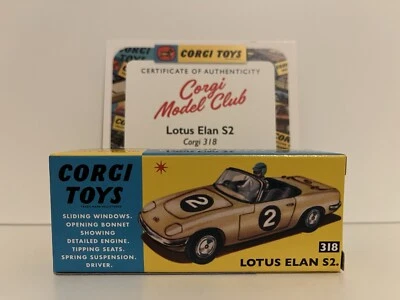 CORGI TOYS
CERTIFICATE OF AUTHENTICITY
Corgi
Model Club
Lotus Elan S2
Corgi 318
CORGI
TOYS
SLIDING WINDOWS.
OPENING BONNET
SHOWING
DETAILED ENGINE.
TIPPING SEATS.
SPRING SUSPENSION.
DRIVER.
2
2
318
LOTUS ELAN S2.